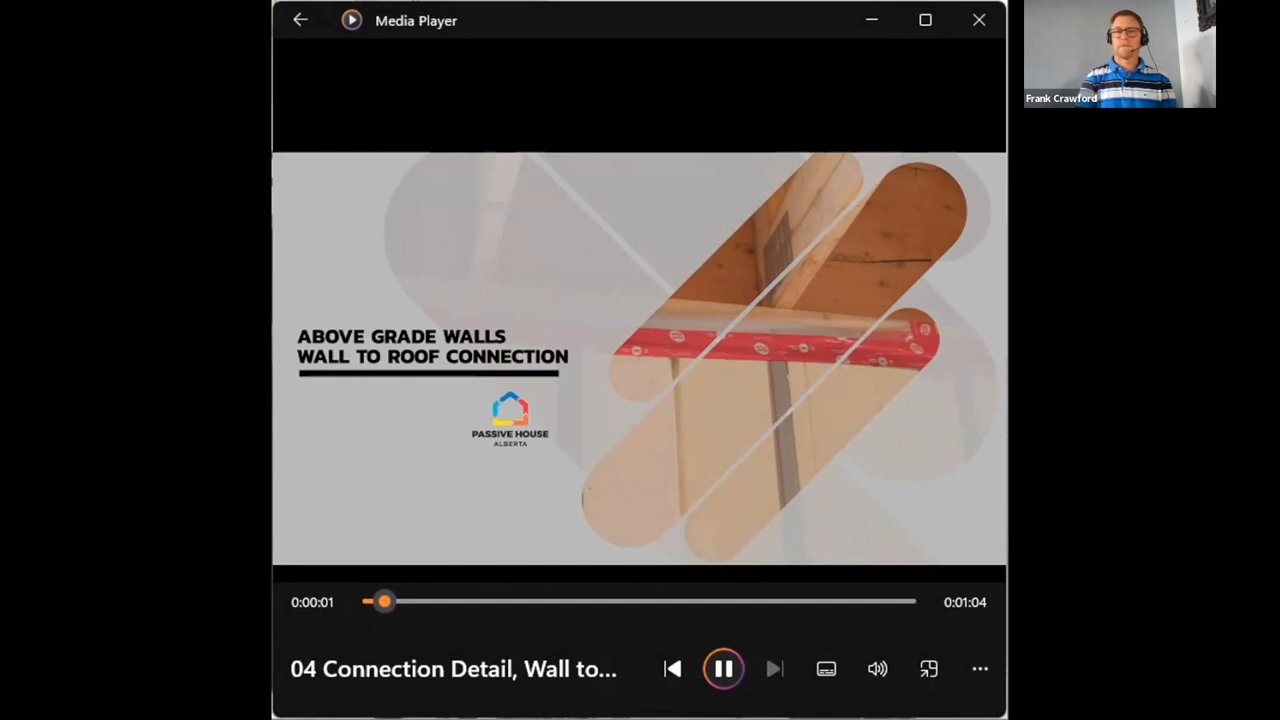 Media Player
Frank Crawford
ABOVE GRADE WALLS
WALL TO ROOF CONNECTION
PASSIVE HOUSE
ALBERTA
0:00:01
0:01:04
04 Connection Detail, Wall to...